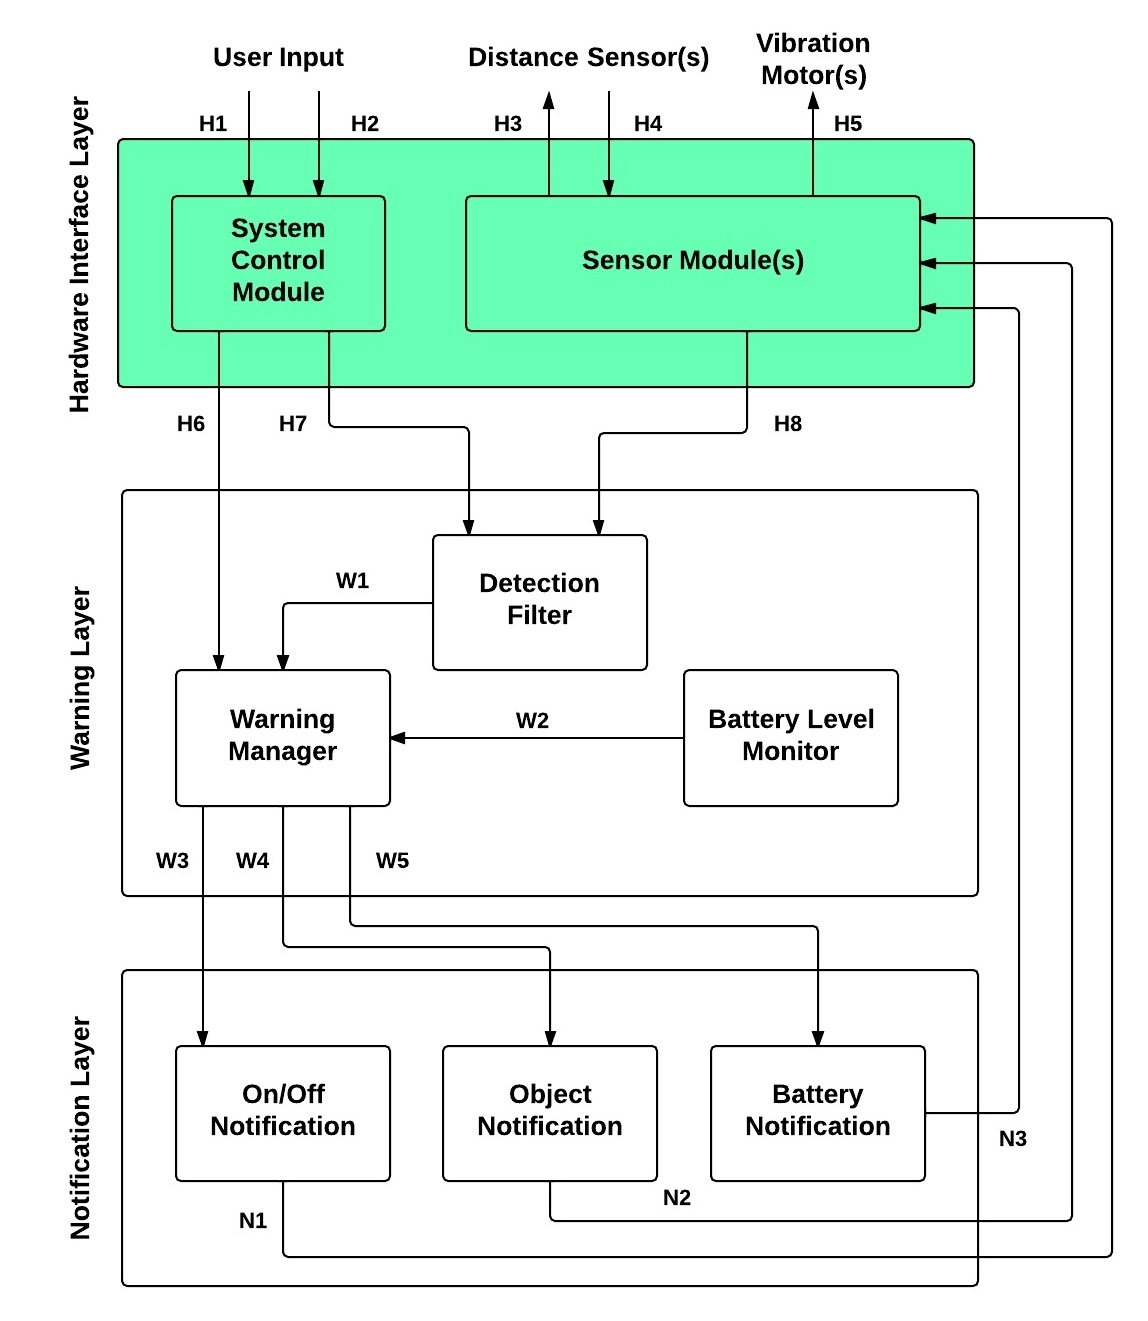 User Input
Distance Sensor(s)
Vibration
Motor(s)
H1
H2
H3
H4
H5
Hardware Interface Layer
System
Control
Module
Sensor Module(s)
H6
H7
H8
Warning Layer
Detection
Filter
W1
Warning
Manager
W2
Battery Level
Monitor
W3
W4
W5
Notification Layer
On/Off
Notification
Object
Notification
Battery
Notification
N1
N2
N3